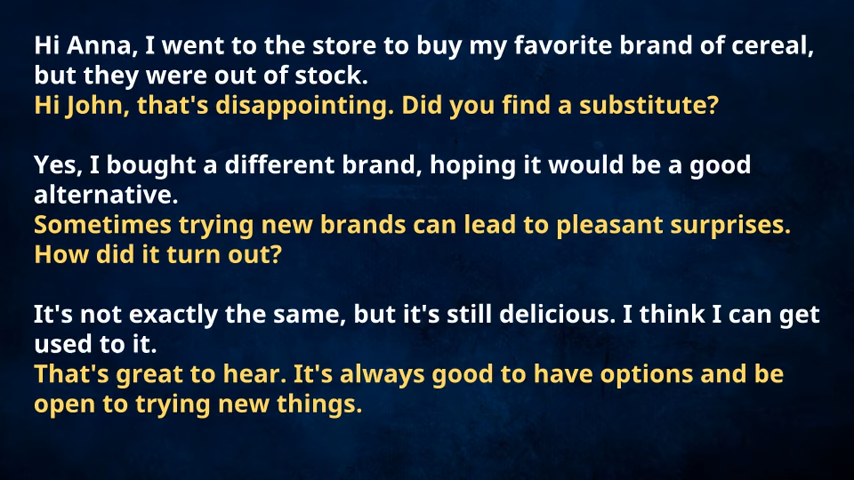 Hi Anna, I went to the store to buy my favorite brand of cereal,
but they were out of stock.
Hi John, that's disappointing. Did you find a substitute?
Yes, I bought a different brand, hoping it would be a good
alternative.
Sometimes trying new brands can lead to pleasant surprises.
How did it turn out?
It's not exactly the same, but it's still delicious. I think I can get
used to it.
That's great to hear. It's always good to have options and be
open to trying new things.